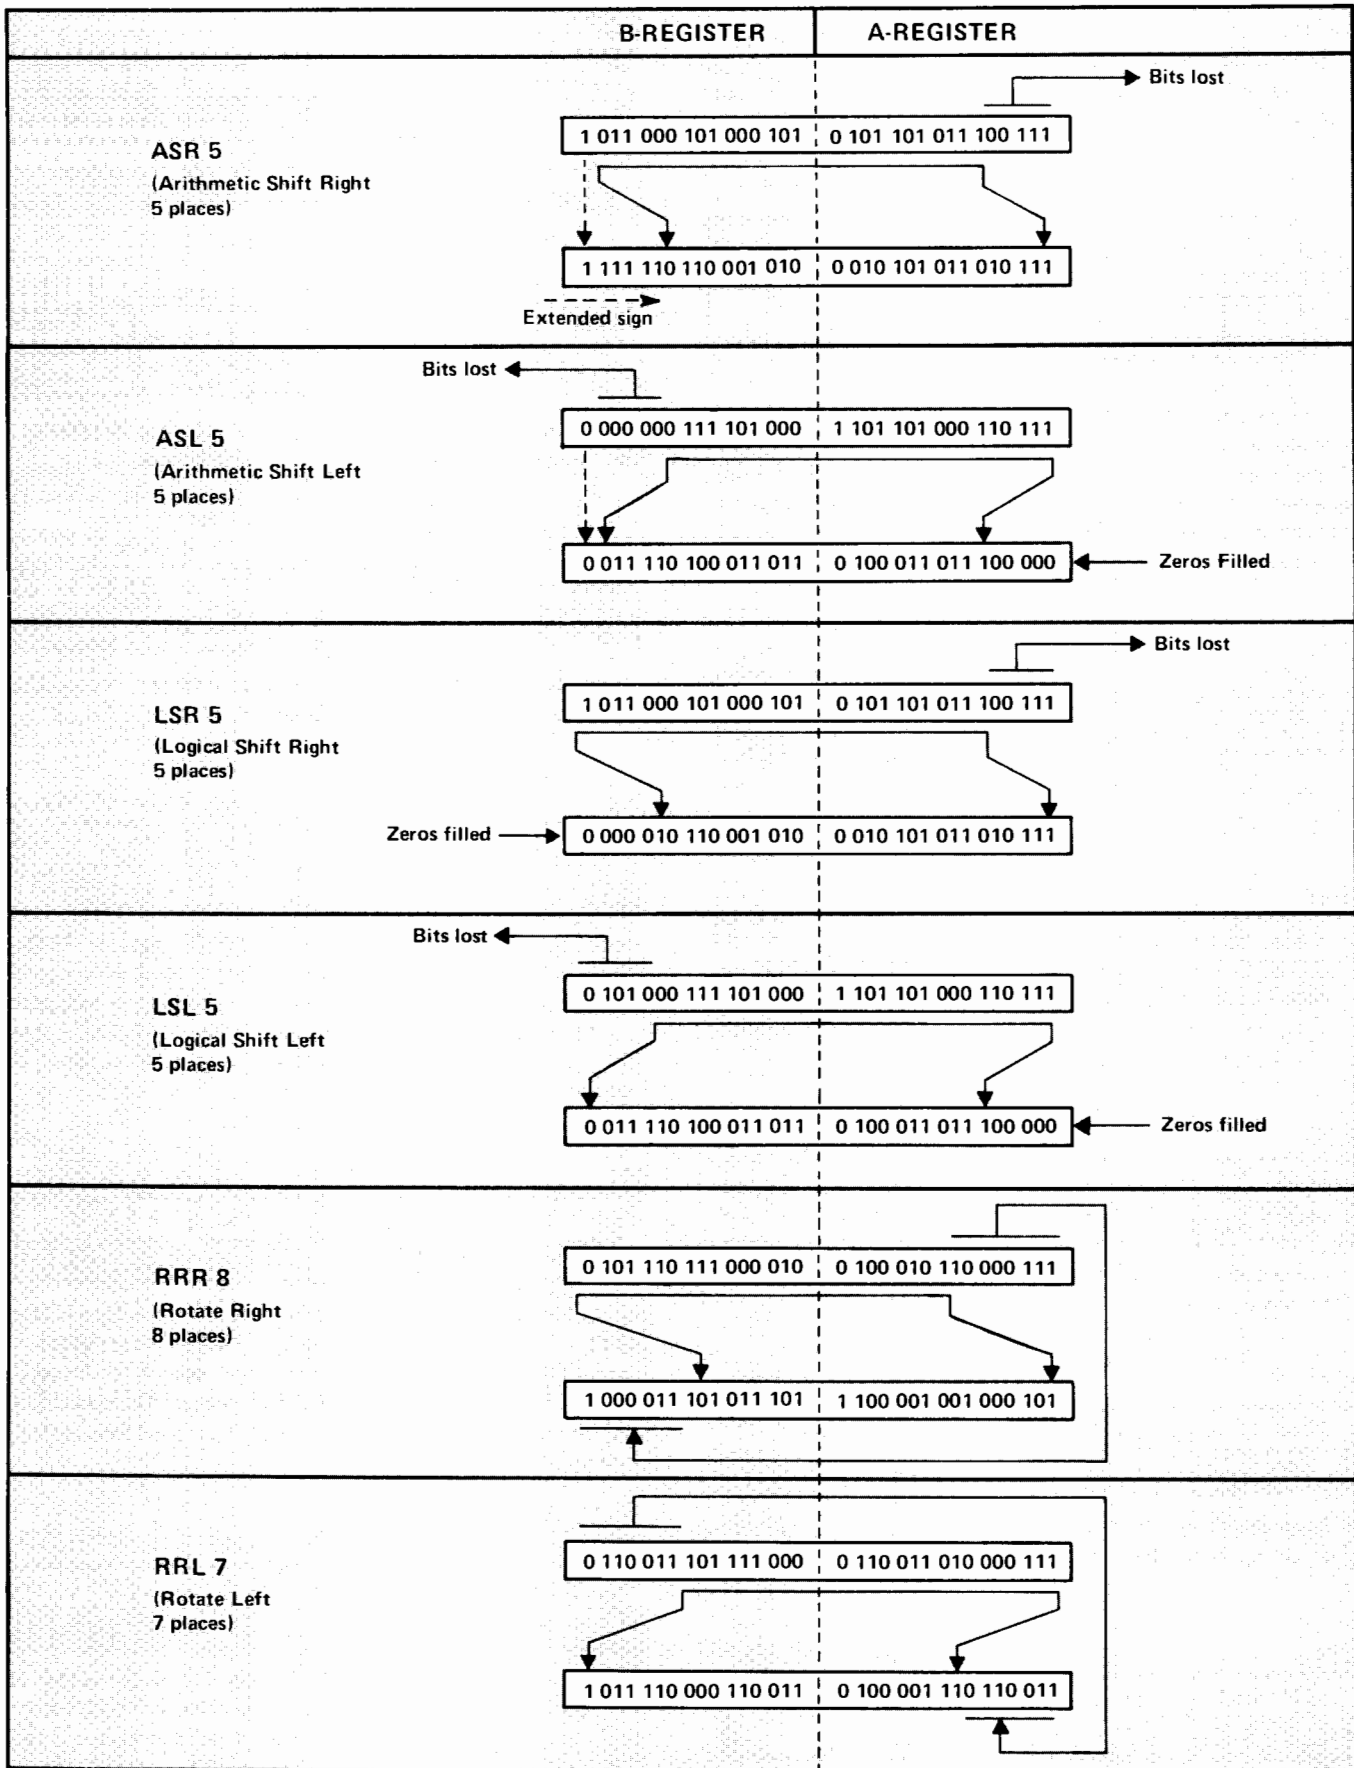 B-REGISTER A-REGISTER
Bits lost
1 011 000 101 000 101 0 101 101 011 100 111
ASR 5
(Arithmetic Shift Right
5 places)
1 111 110 110 001 010 0 010 101 011 010 111
Extended sign
Bits lost
0 000 000 111 101 000 1 101 101 000 110 111
ASL 5
(Arithmetic Shift Left
5 places)
0 011 110 100 011 011 0 100 011 011 100 000 Zeros Filled
Bits lost
1 011 000 101 000 101 0 101 101 011 100 111
LSR 5
(Logical Shift Right
5 places)
Zeros filled 0 000 010 110 001 010 0 010 101 011 010 111
Bits lost
0 101 000 111 101 000 1 101 101 000 110 111
LSL 5
(Logical Shift Left
5 places)
0 011 110 100 011 011 0 100 011 011 100 000 Zeros filled
0 101 110 111 000 010 0 100 010 110 000 111
RRR 8
(Rotate Right
8 places)
1 000 011 101 011 101 1 100 001 001 000 101
0 110 011 101 111 000 0 110 011 010 000 111
RRL 7
(Rotate Left
7 places)
1 011 110 000 110 011 0 100 001 110 110 011